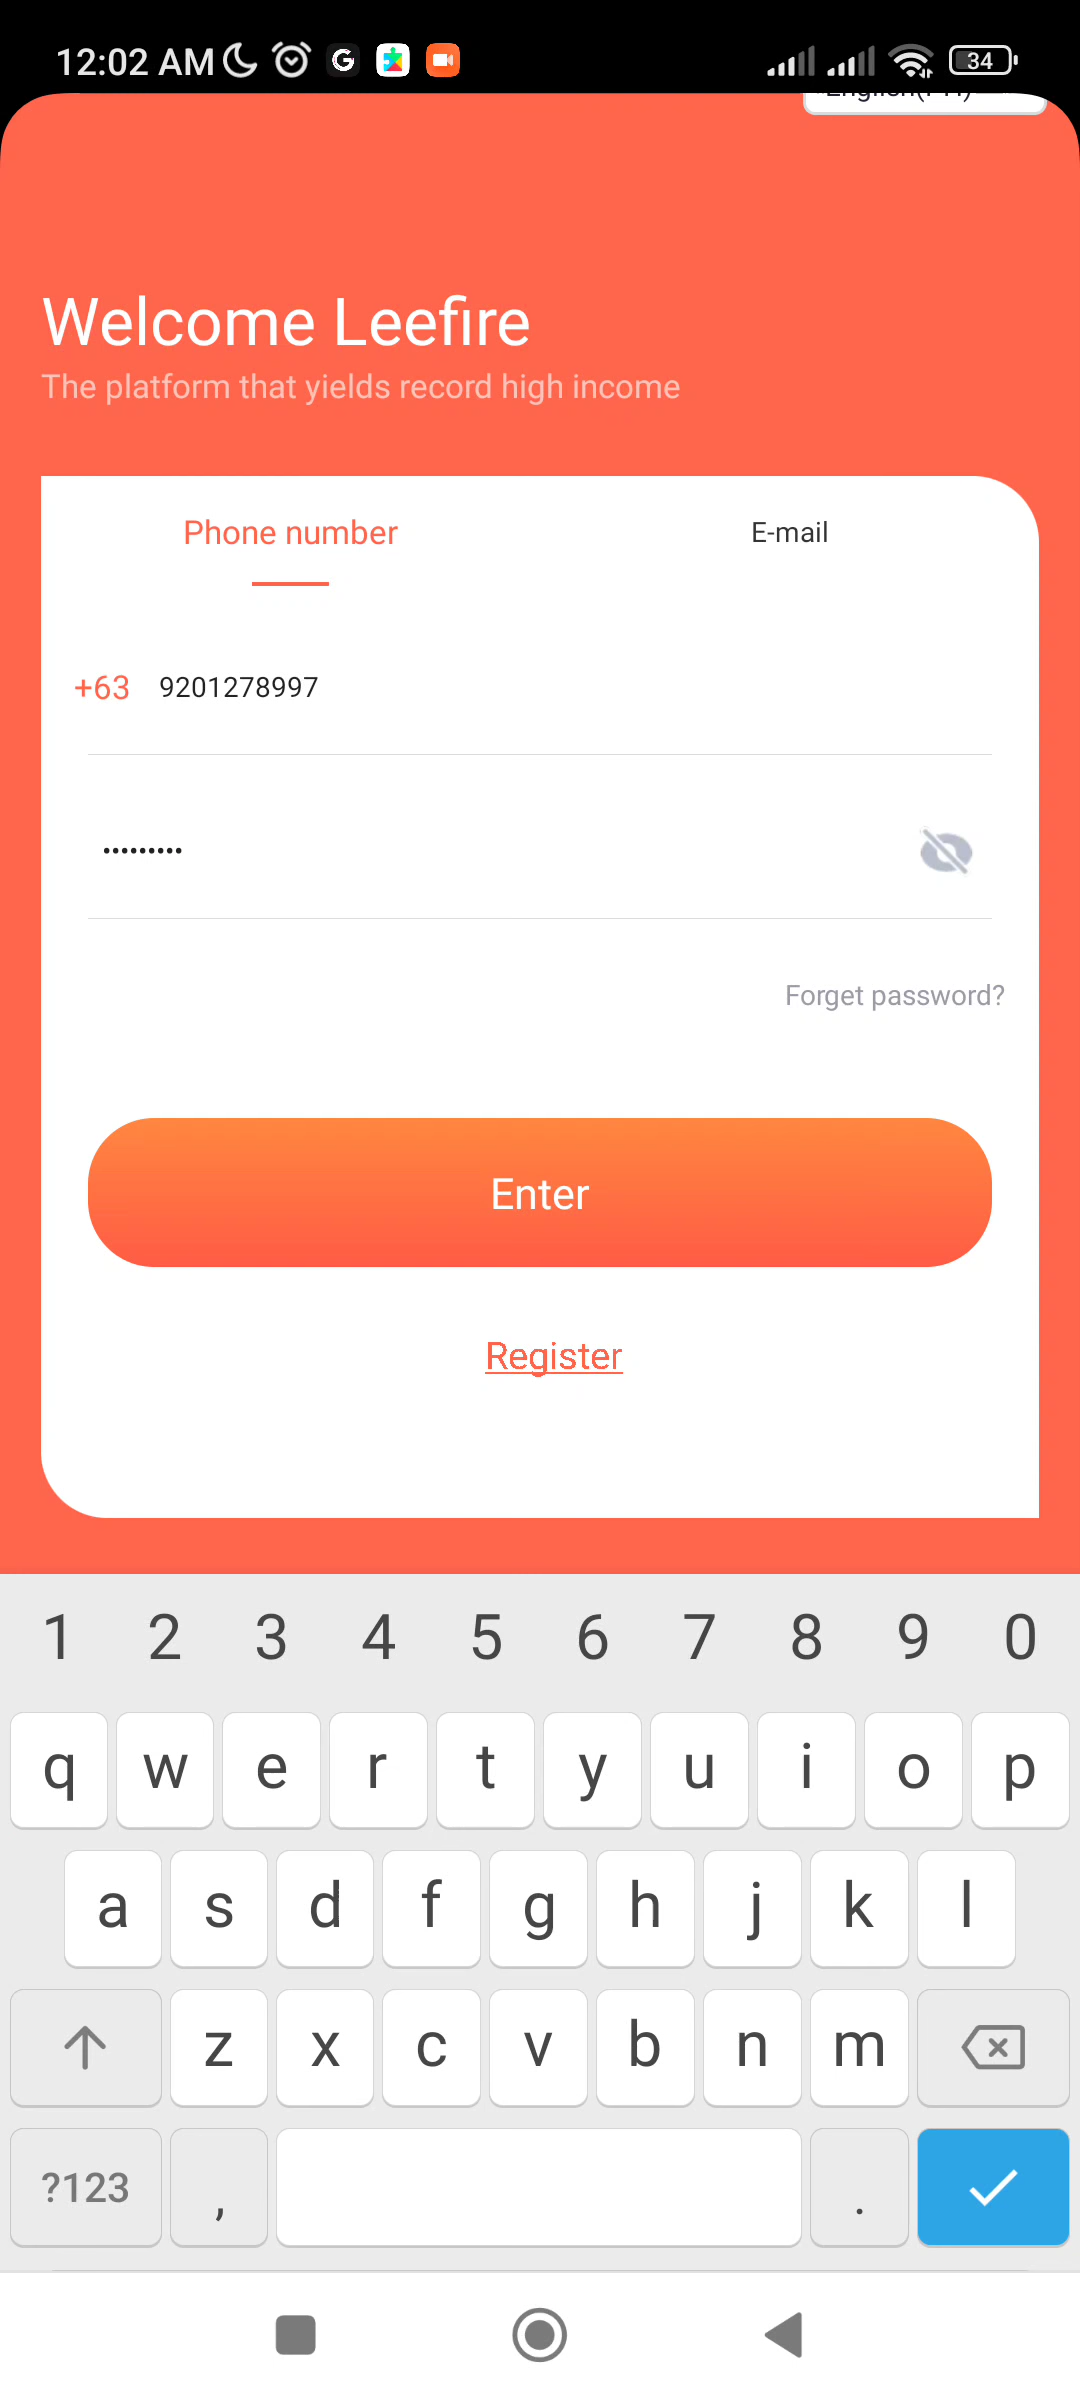 12:02 AM
34
Welcome Leefire
The platform that yields record high income
Phone number
E-mail
+63 9201278997
•••••••••
Forget password?
Enter
Register
1 2 3 4 5 6 7 8 9 0
q w e r t y u i o p
a s d f g h j k l
z x c v b n m
?123 , .